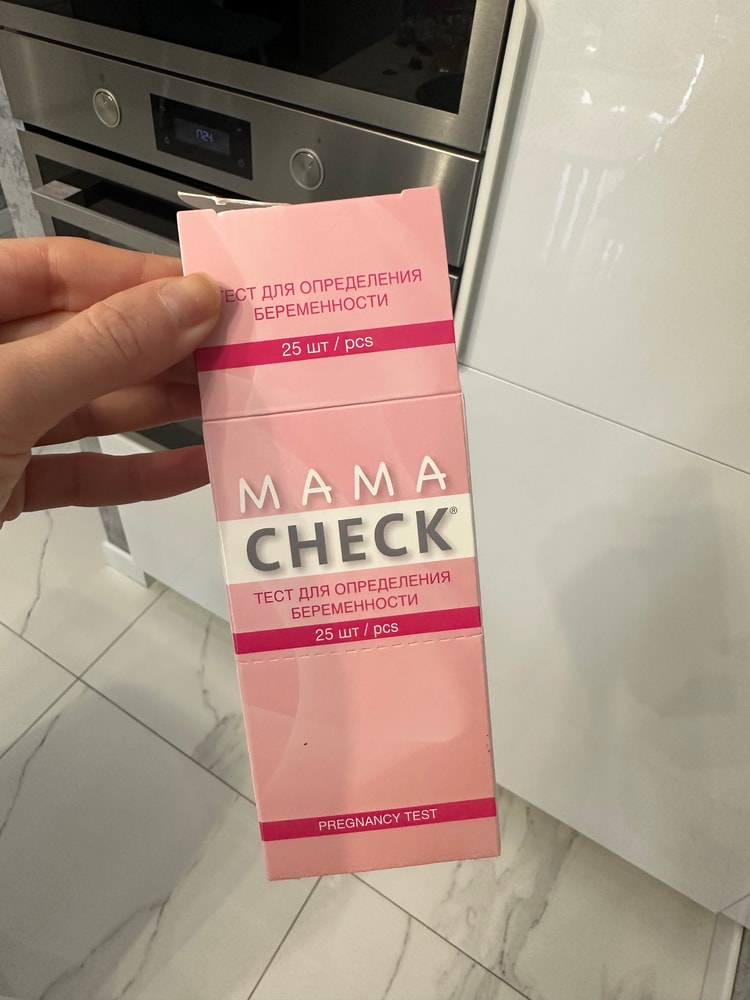 ТЕСТ ДЛЯ ОПРЕДЕЛЕНИЯ
БЕРЕМЕННОСТИ
25 шт / pcs
MAMA
CHECK®
ТЕСТ ДЛЯ ОПРЕДЕЛЕНИЯ
БЕРЕМЕННОСТИ
25 шт / pcs
PREGNANCY TEST